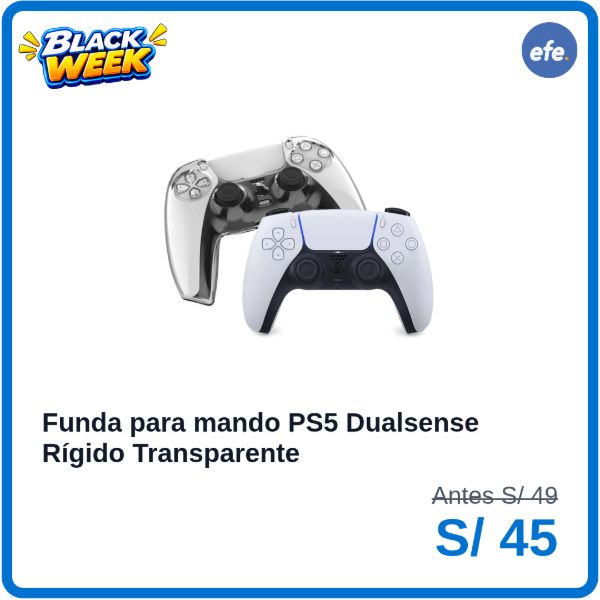 BLACK
WEEK
efe.
Funda para mando PS5 Dualsense
Rígido Transparente
Antes S/ 49
S/ 45